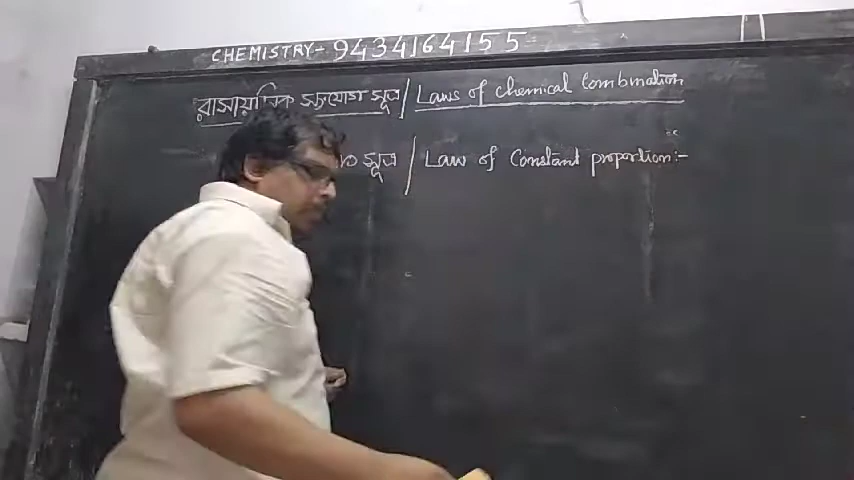 CHEMISTRY- 9434164155
রাসায়নিক সংযোগ সূত্র / Laws of chemical Combination
সূত্র / Law of Constant proportion:-